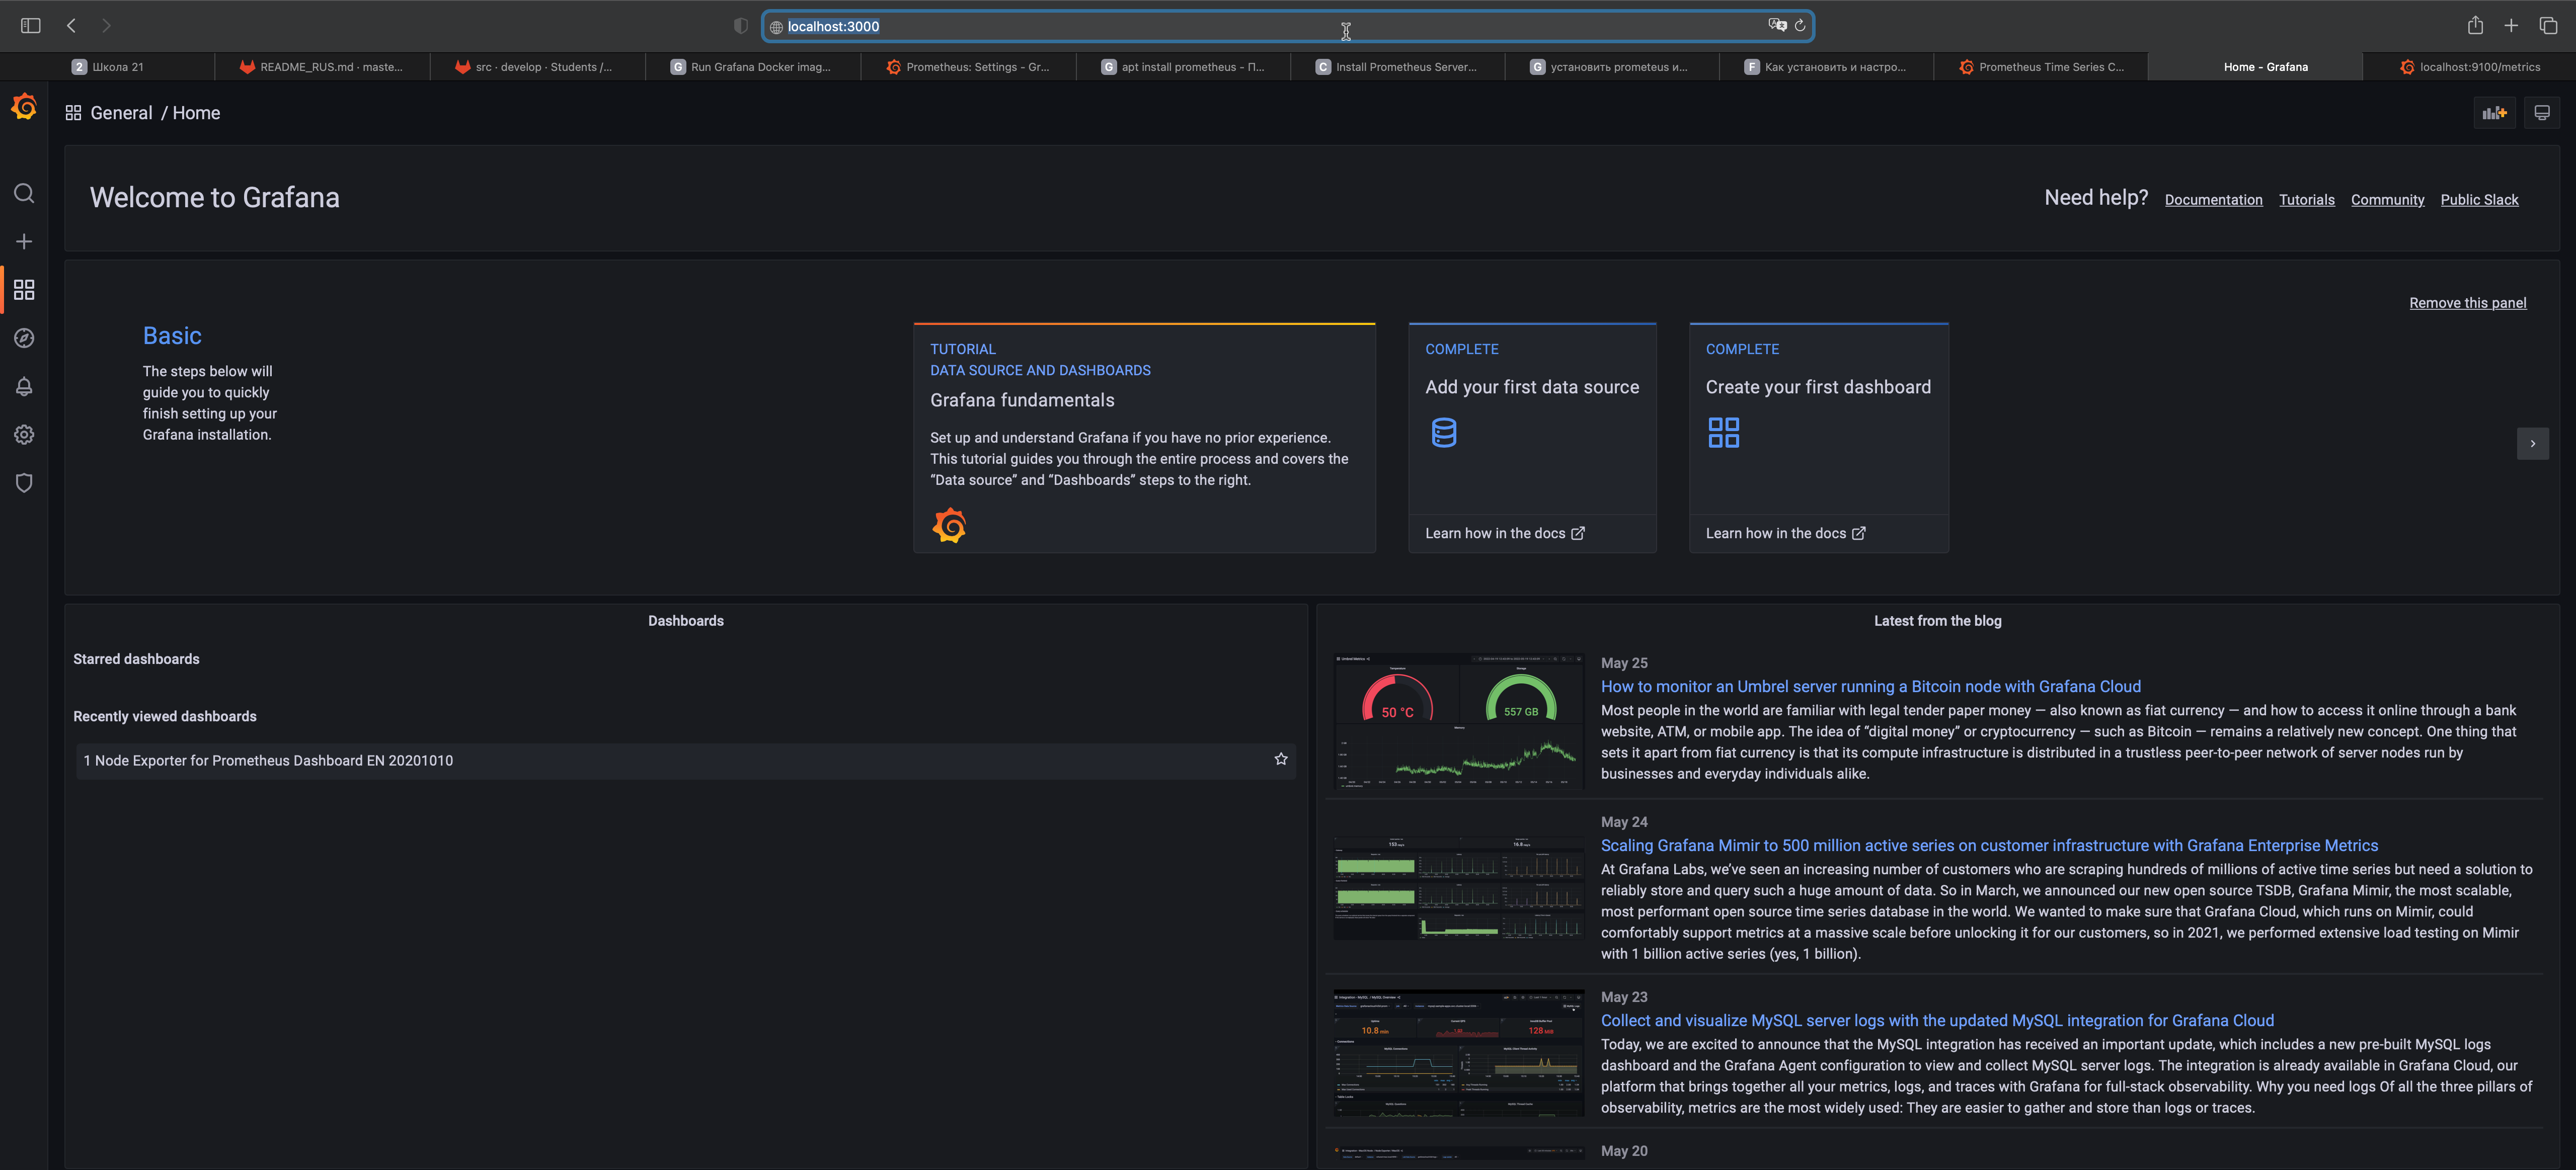 localhost:3000
2 Школа 21
README_RUS.md · maste...
src · develop · Students /...
G Run Grafana Docker imag...
Prometheus: Settings - Gr...
G apt install prometheus - П...
C Install Prometheus Server...
G установить prometeus и...
F Как установить и настро...
Prometheus Time Series C...
Home - Grafana
localhost:9100/metrics
General / Home
Welcome to Grafana
Need help? Documentation Tutorials Community Public Slack
Remove this panel
Basic
The steps below will
guide you to quickly
finish setting up your
Grafana installation.
TUTORIAL
DATA SOURCE AND DASHBOARDS
Grafana fundamentals
Set up and understand Grafana if you have no prior experience.
This tutorial guides you through the entire process and covers the
“Data source” and “Dashboards” steps to the right.
COMPLETE
Add your first data source
Learn how in the docs
COMPLETE
Create your first dashboard
Learn how in the docs
Dashboards
Starred dashboards
Recently viewed dashboards
1 Node Exporter for Prometheus Dashboard EN 20201010
Latest from the blog
50 °C
557 GB
May 25
How to monitor an Umbrel server running a Bitcoin node with Grafana Cloud
Most people in the world are familiar with legal tender paper money — also known as fiat currency — and how to access it online through a bank
website, ATM, or mobile app. The idea of “digital money” or cryptocurrency — such as Bitcoin — remains a relatively new concept. One thing that
sets it apart from fiat currency is that its compute infrastructure is distributed in a trustless peer-to-peer network of server nodes run by
businesses and everyday individuals alike.
May 24
Scaling Grafana Mimir to 500 million active series on customer infrastructure with Grafana Enterprise Metrics
At Grafana Labs, we’ve seen an increasing number of customers who are scraping hundreds of millions of active time series but need a solution to
reliably store and query such a huge amount of data. So in March, we announced our new open source TSDB, Grafana Mimir, the most scalable,
most performant open source time series database in the world. We wanted to make sure that Grafana Cloud, which runs on Mimir, could
comfortably support metrics at a massive scale before unlocking it for our customers, so in 2021, we performed extensive load testing on Mimir
with 1 billion active series (yes, 1 billion).
10.8 min
128 MiB
May 23
Collect and visualize MySQL server logs with the updated MySQL integration for Grafana Cloud
Today, we are excited to announce that the MySQL integration has received an important update, which includes a new pre-built MySQL logs
dashboard and the Grafana Agent configuration to view and collect MySQL server logs. The integration is already available in Grafana Cloud, our
platform that brings together all your metrics, logs, and traces with Grafana for full-stack observability. Why you need logs Of all the three pillars of
observability, metrics are the most widely used: They are easier to gather and store than logs or traces.
May 20